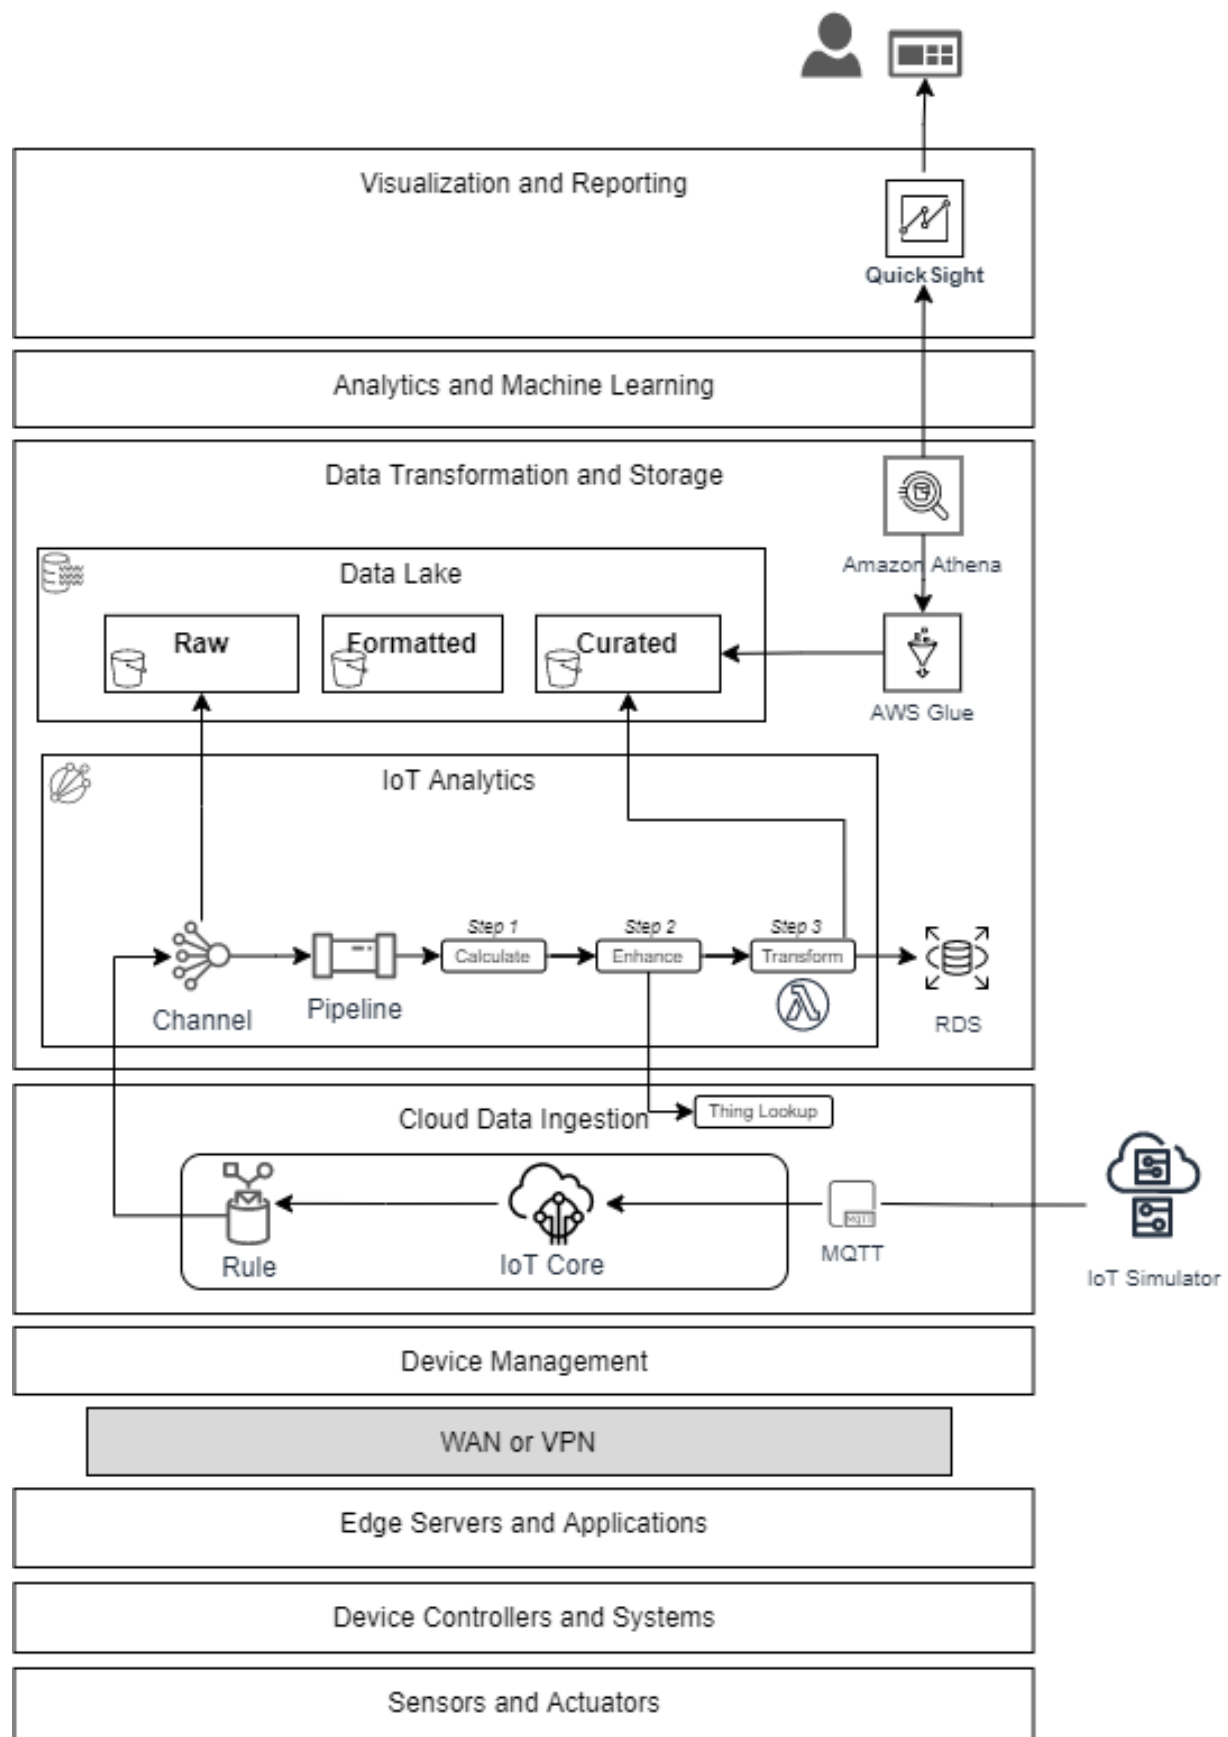 Visualization and Reporting
QuickSight
Analytics and Machine Learning
Data Transformation and Storage
Amazon Athena
Data Lake
Raw
Formatted
Curated
AWS Glue
IoT Analytics
Step 1
Step 2
Step 3
Calculate
Enhance
Transform
Channel
Pipeline
RDS
Cloud Data Ingestion
Thing Lookup
MQTT
Rule
IoT Core
MQTT
IoT Simulator
Device Management
WAN or VPN
Edge Servers and Applications
Device Controllers and Systems
Sensors and Actuators